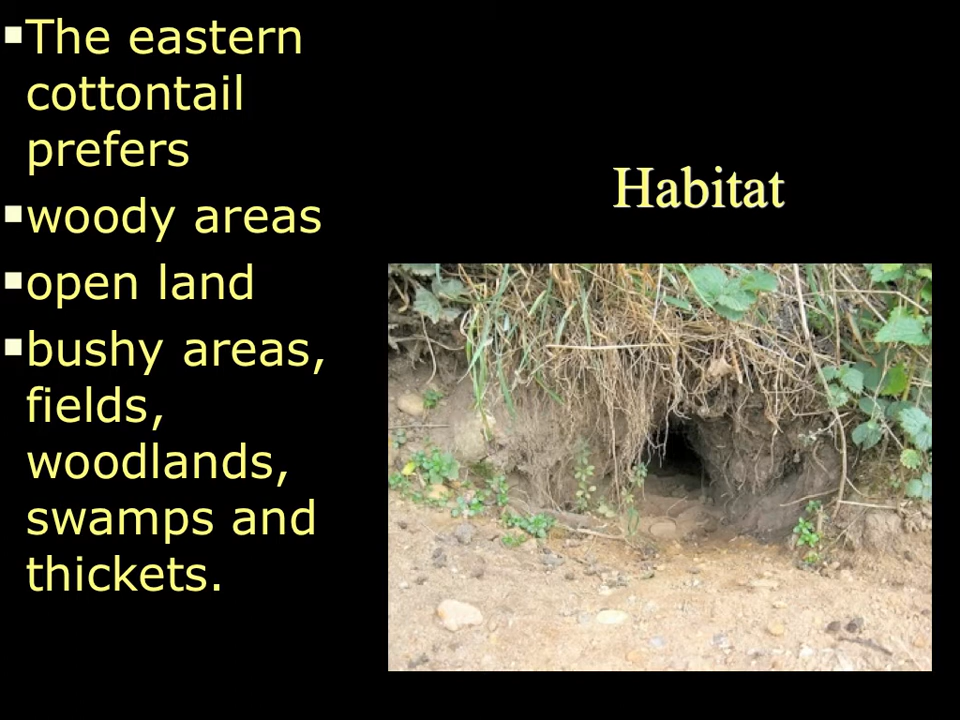 The eastern
cottontail
prefers
woody areas
open land
bushy areas,
fields,
woodlands,
swamps and
thickets.
Habitat